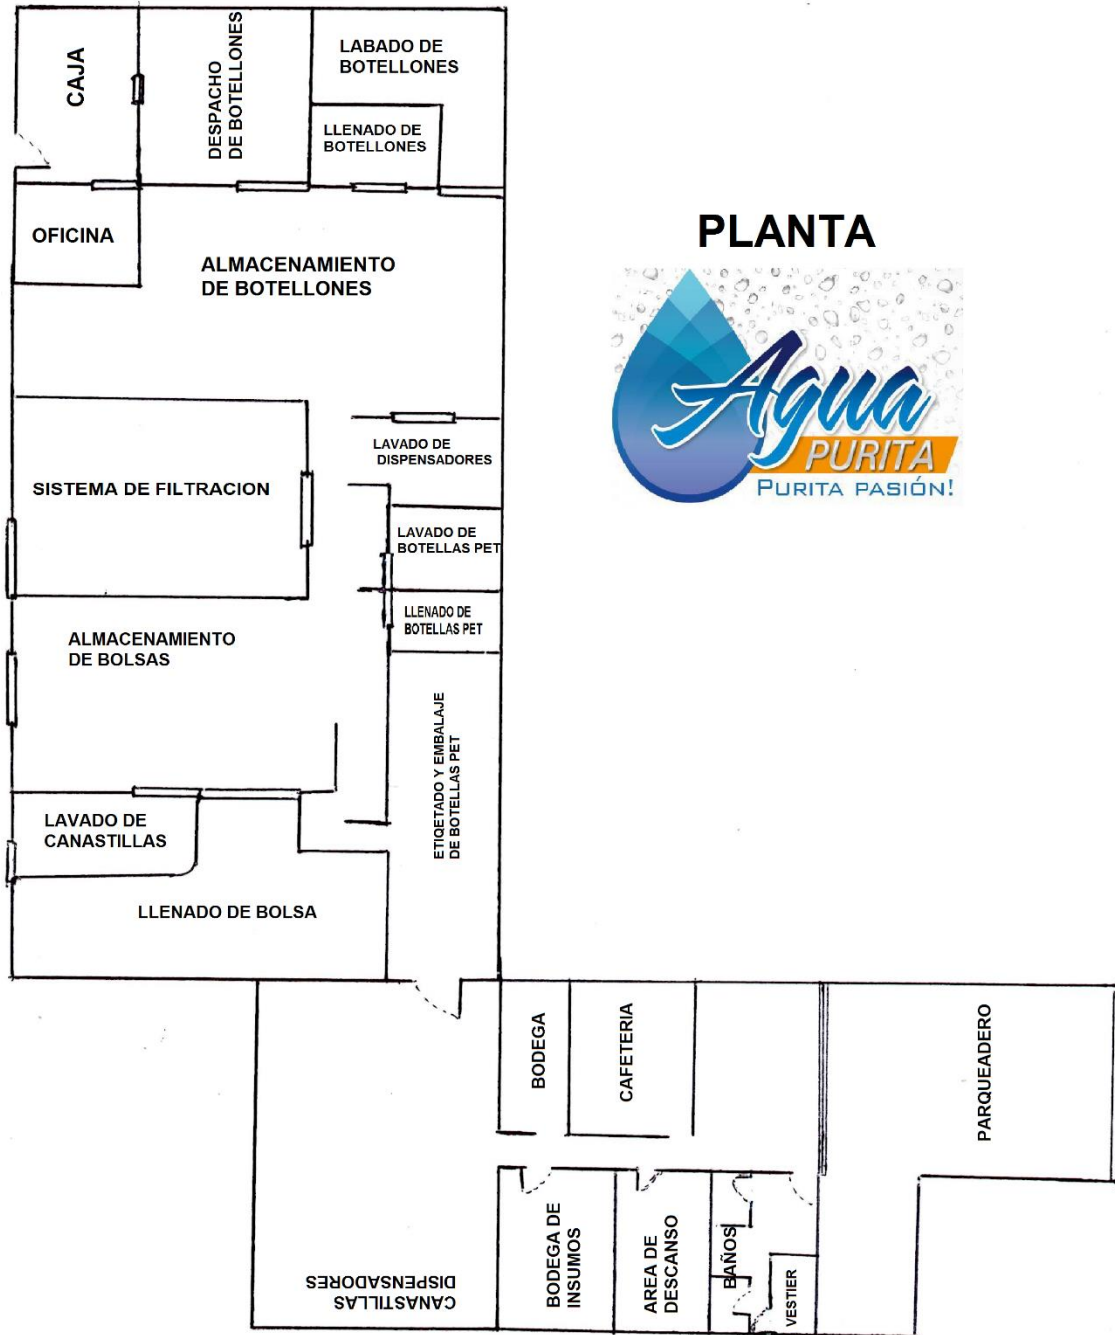 CAJA
DESPACHO
DE BOTELLONES
LABADO DE
BOTELLONES
LLENADO DE
BOTELLONES
OFICINA
ALMACENAMIENTO
DE BOTELLONES
PLANTA
Agua
PURITA
PURITA PASIÓN!
LAVADO DE
DISPENSADORES
SISTEMA DE FILTRACION
LAVADO DE
BOTELLAS PET
LLENADO DE
BOTELLAS PET
ALMACENAMIENTO
DE BOLSAS
ETIQETADO Y EMBALAJE
DE BOTELLAS PET
LAVADO DE
CANASTILLAS
LLENADO DE BOLSA
BODEGA
CAFETERIA
PARQUEADERO
CANASTILLAS
DISPENSADORES
BODEGA DE
INSUMOS
AREA DE
DESCANSO
BAÑOS
VESTIER